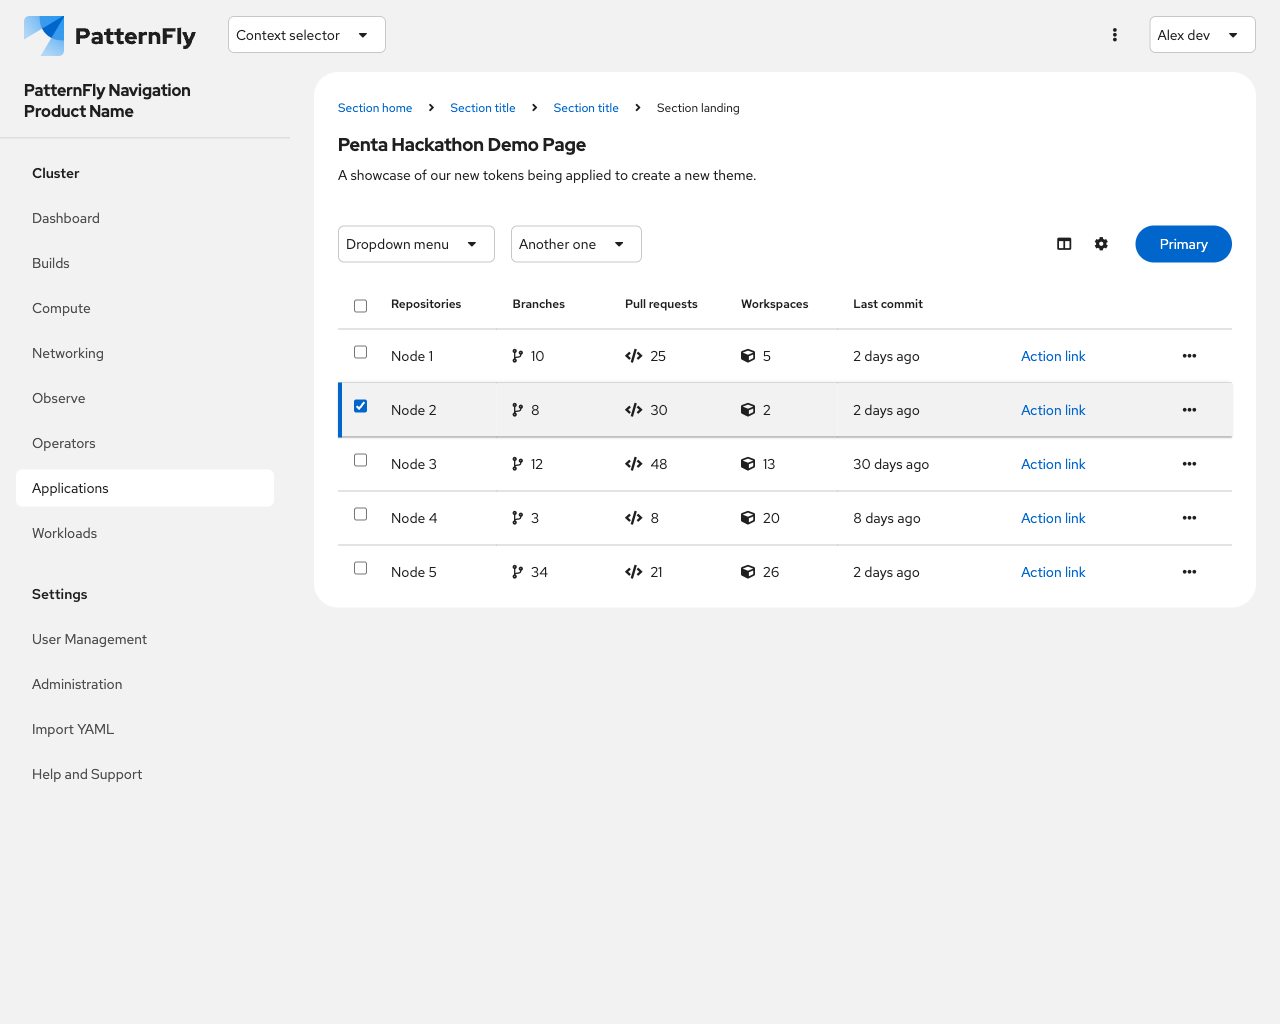 PatternFly
Context selector
Alex dev
PatternFly Navigation
Product Name
Cluster
Dashboard
Builds
Compute
Networking
Observe
Operators
Applications
Workloads
Settings
User Management
Administration
Import YAML
Help and Support
Section home Section title Section title Section landing
Penta Hackathon Demo Page
A showcase of our new tokens being applied to create a new theme.
Dropdown menu Another one Primary
Repositories Branches Pull requests Workspaces Last commit
Node 1 10 25 5 2 days ago Action link
Node 2 8 30 2 2 days ago Action link
Node 3 12 48 13 30 days ago Action link
Node 4 3 8 20 8 days ago Action link
Node 5 34 21 26 2 days ago Action link